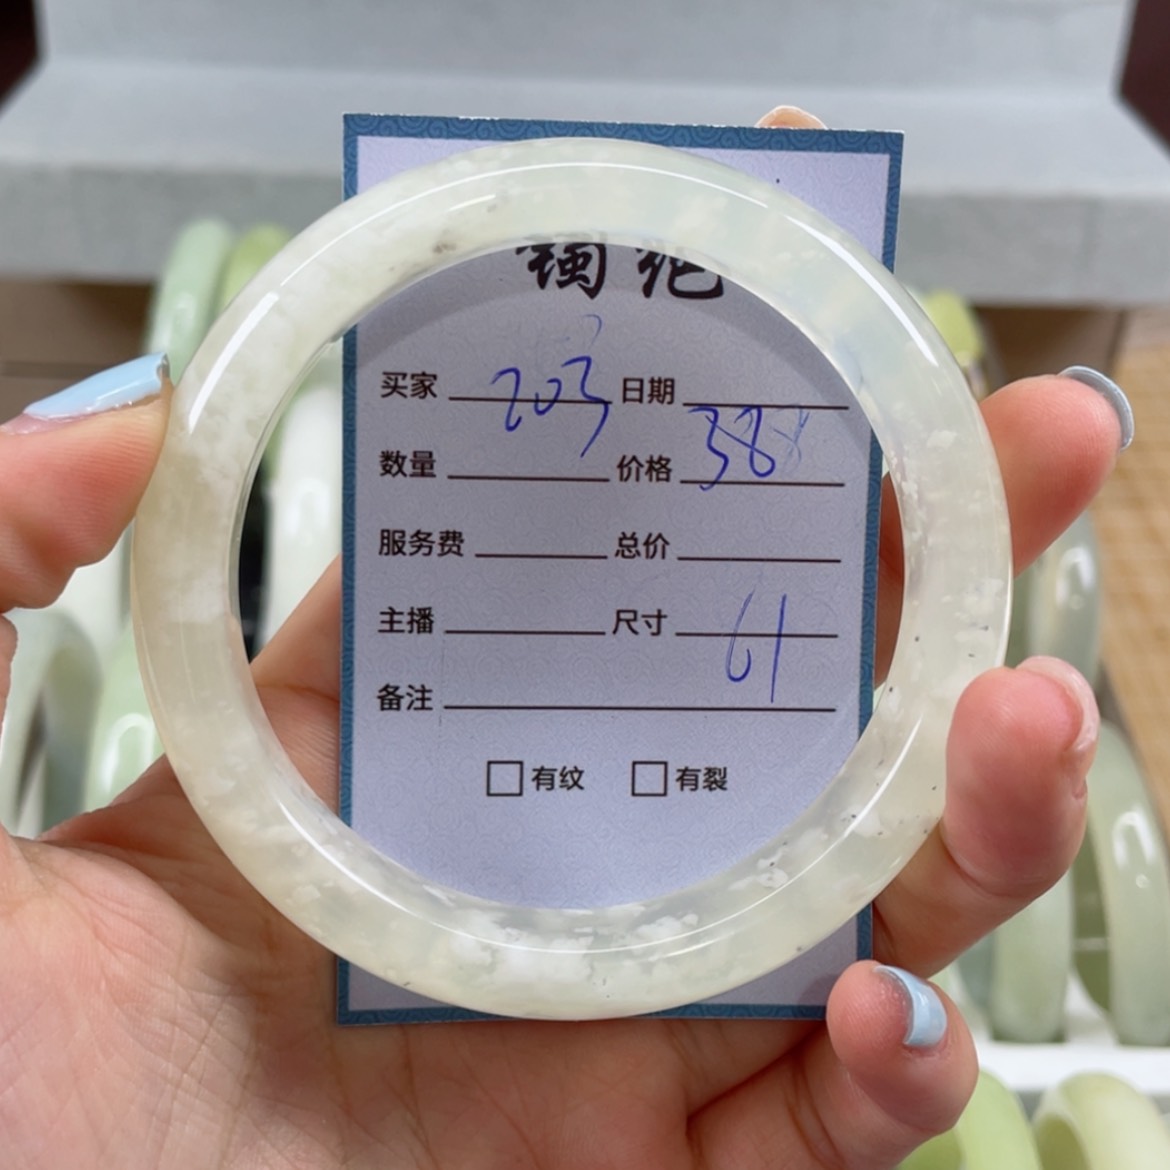 买家 203 日期
数量 价格 388
服务费 总价
主播 尺寸 61
备注
有纹 有裂